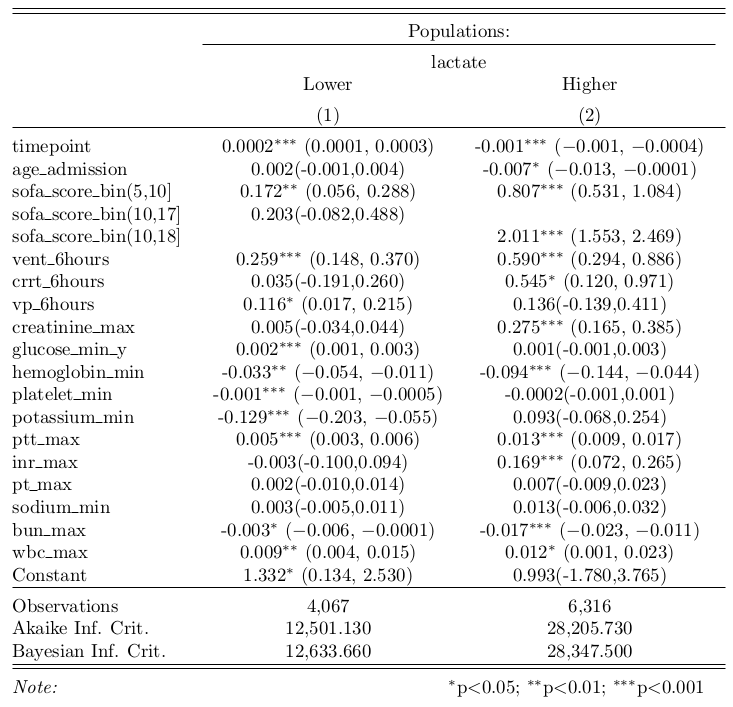 Populations:
lactate
Lower Higher
(1) (2)
timepoint 0.0002*** (0.0001, 0.0003) -0.001*** (−0.001, −0.0004)
age_admission 0.002(-0.001,0.004) -0.007* (−0.013, −0.0001)
sofa_score_bin(5,10] 0.172** (0.056, 0.288) 0.807*** (0.531, 1.084)
sofa_score_bin(10,17] 0.203(-0.082,0.488)
sofa_score_bin(10,18] 2.011*** (1.553, 2.469)
vent_6hours 0.259*** (0.148, 0.370) 0.590*** (0.294, 0.886)
crrt_6hours 0.035(-0.191,0.260) 0.545* (0.120, 0.971)
vp_6hours 0.116* (0.017, 0.215) 0.136(-0.139,0.411)
creatinine_max 0.005(-0.034,0.044) 0.275*** (0.165, 0.385)
glucose_min_y 0.002*** (0.001, 0.003) 0.001(-0.001,0.003)
hemoglobin_min -0.033** (−0.054, −0.011) -0.094*** (−0.144, −0.044)
platelet_min -0.001*** (−0.001, −0.0005) -0.0002(-0.001,0.001)
potassium_min -0.129*** (−0.203, −0.055) 0.093(-0.068,0.254)
ptt_max 0.005*** (0.003, 0.006) 0.013*** (0.009, 0.017)
inr_max -0.003(-0.100,0.094) 0.169*** (0.072, 0.265)
pt_max 0.002(-0.010,0.014) 0.007(-0.009,0.023)
sodium_min 0.003(-0.005,0.011) 0.013(-0.006,0.032)
bun_max -0.003* (−0.006, −0.0001) -0.017*** (−0.023, −0.011)
wbc_max 0.009** (0.004, 0.015) 0.012* (0.001, 0.023)
Constant 1.332* (0.134, 2.530) 0.993(-1.780,3.765)
Observations 4,067 6,316
Akaike Inf. Crit. 12,501.130 28,205.730
Bayesian Inf. Crit. 12,633.660 28,347.500
Note: *p<0.05; **p<0.01; ***p<0.001